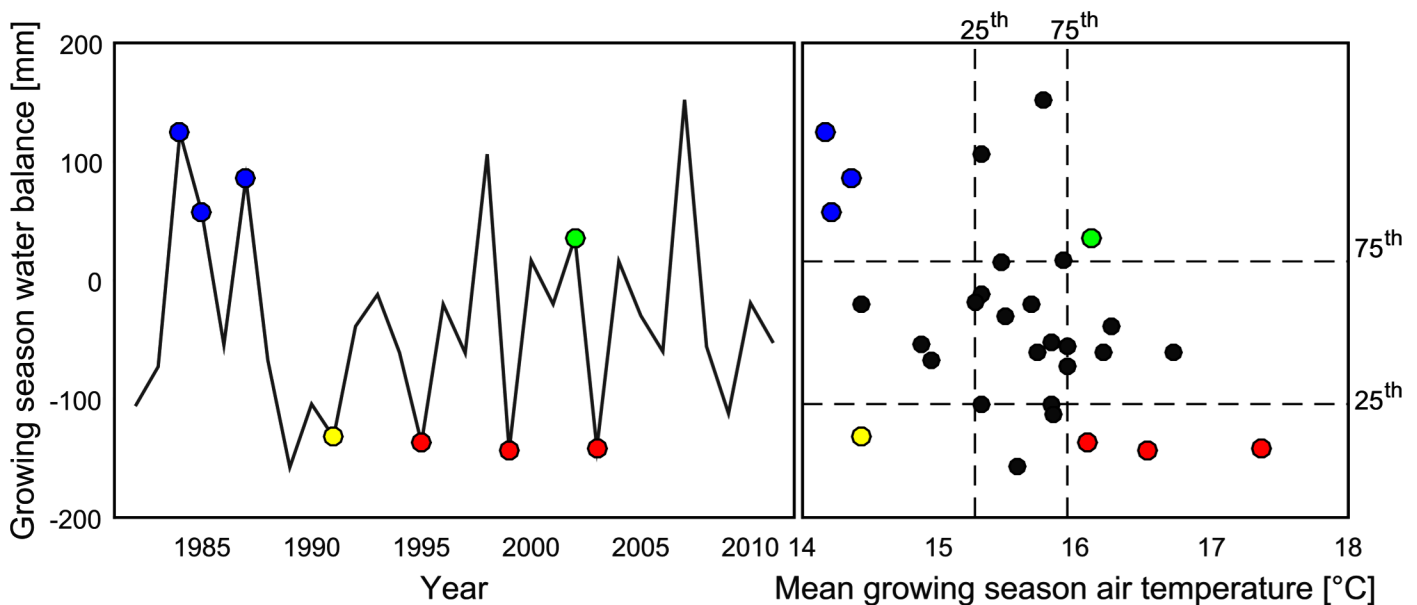 25th 75th
200
100
0
-100
-200
Growing season water balance [mm]
75th
25th
1985 1990 1995 2000 2005 2010 14 15 16 17 18
Year Mean growing season air temperature [°C]